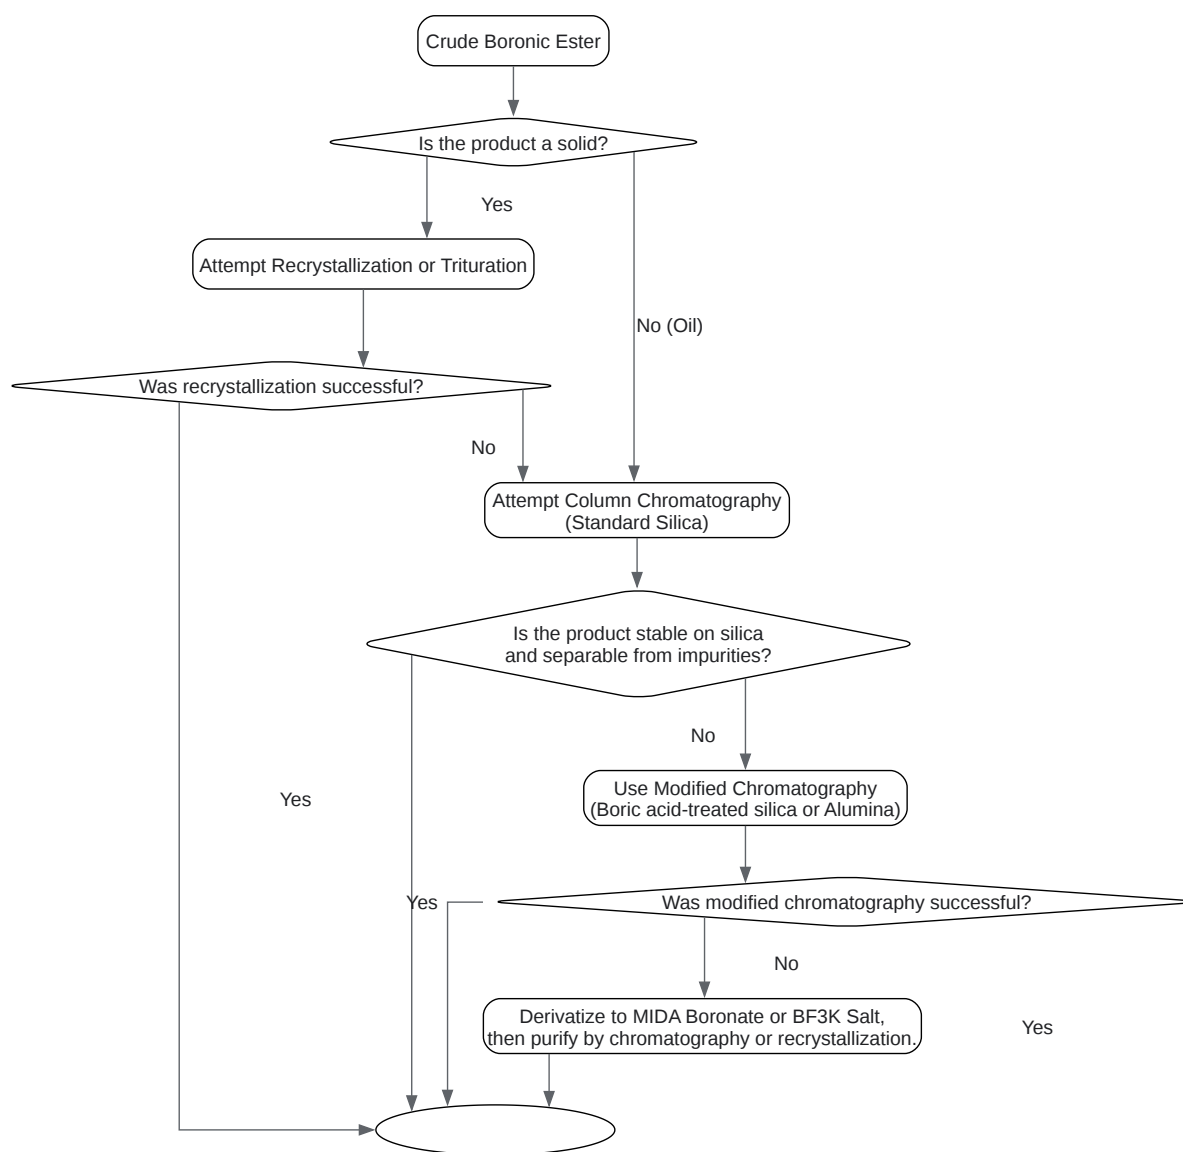 Crude Boronic Ester
Is the product a solid?
Yes
Attempt Recrystallization or Trituration
No (Oil)
Was recrystallization successful?
No
Attempt Column Chromatography
(Standard Silica)
Is the product stable on silica
and separable from impurities?
No
Use Modified Chromatography
(Boric acid-treated silica or Alumina)
Yes
Yes
Was modified chromatography successful?
No
Derivatize to MIDA Boronate or BF3K Salt,
then purify by chromatography or recrystallization.
Yes